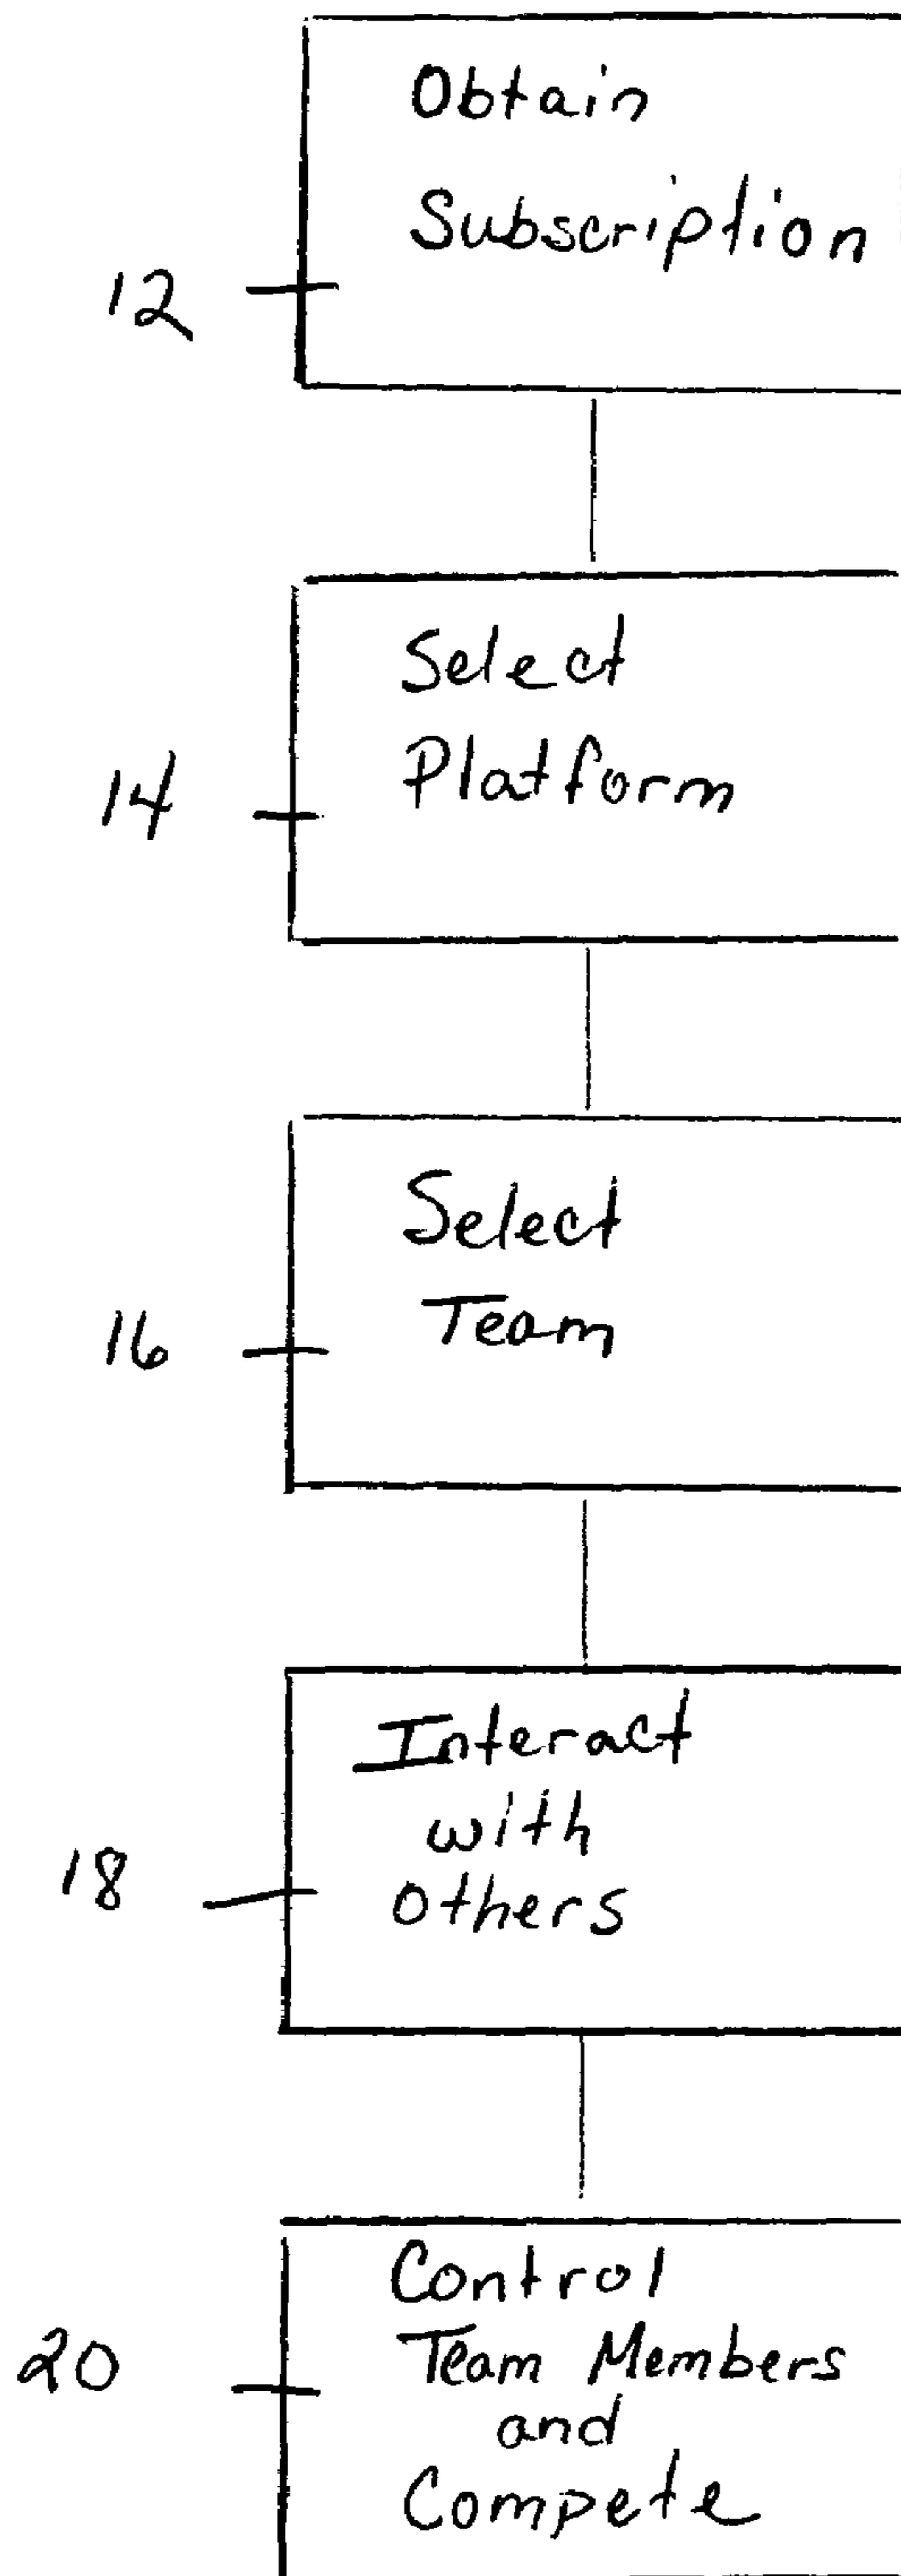 Obtain
Subscription
12
Select
Platform
14
Select
Team
16
Interact
with
Others
18
Control
Team Members
and
Compete
20